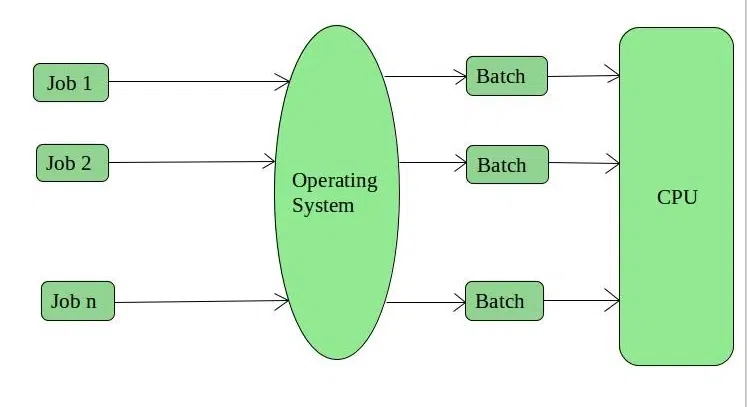 Job 1
Batch
Job 2
Batch
Operating
System
CPU
Job n
Batch